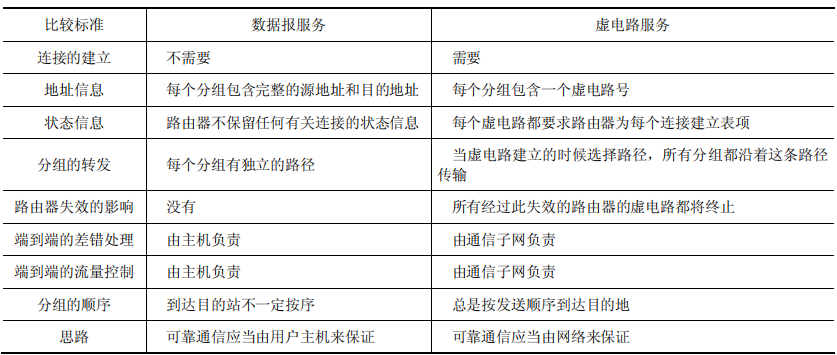 比较标准 数据报服务 虚电路服务
连接的建立 不需要 需要
地址信息 每个分组包含完整的源地址和目的地址 每个分组包含一个虚电路号
状态信息 路由器不保留任何有关连接的状态信息 每个虚电路都要求路由器为每个连接建立表项
分组的转发 每个分组有独立的路径 当虚电路建立的时候选择路径，所有分组都沿着这条路径
传输
路由器失效的影响 没有 所有经过此失效的路由器的虚电路都将终止
端到端的差错处理 由主机负责 由通信子网负责
端到端的流量控制 由主机负责 由通信子网负责
分组的顺序 到达目的站不一定按序 总是按发送顺序到达目的地
思路 可靠通信应当由用户主机来保证 可靠通信应当由网络来保证